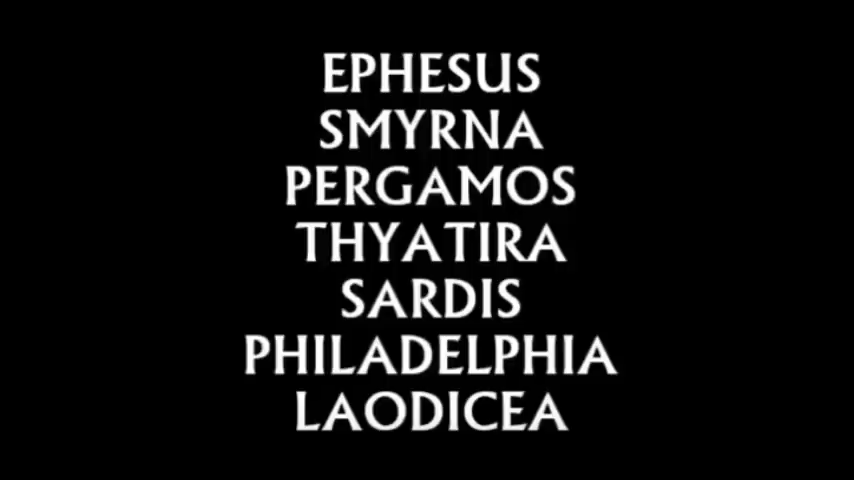 EPHESUS
SMYRNA
PERGAMOS
THYATIRA
SARDIS
PHILADELPHIA
LAODICEA